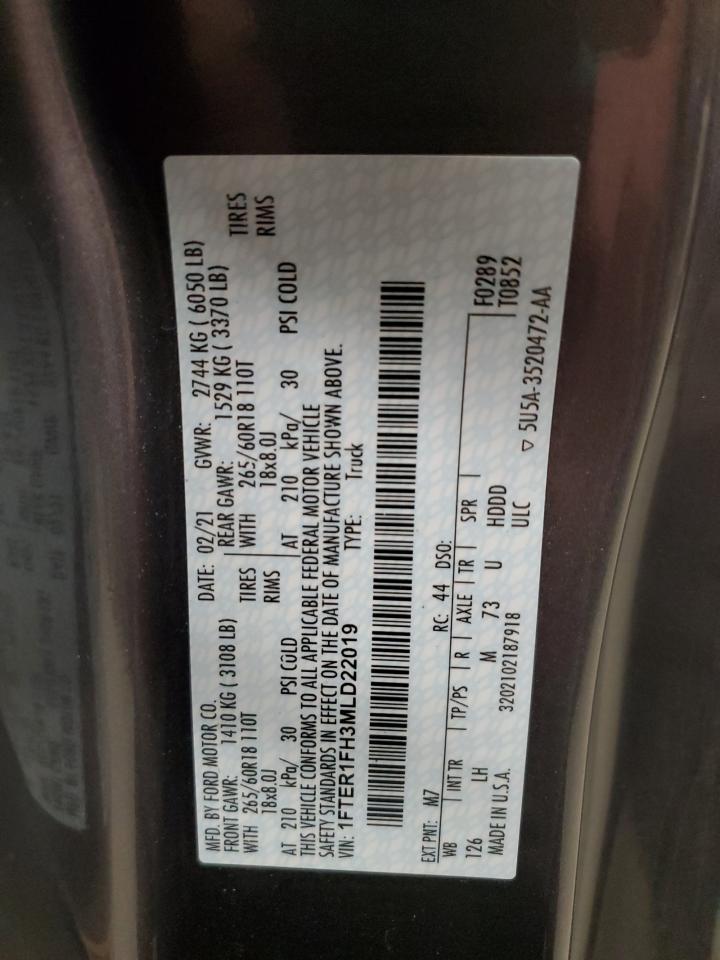 MFD. BY FORD MOTOR CO. DATE: 02/21 GVWR: 2744 KG ( 6050 LB)
FRONT GAWR: 1410 KG ( 3108 LB) REAR GAWR: 1529 KG ( 3370 LB)
WITH 265/60R18 110T TIRES WITH 265/60R18 110T TIRES
18x8.0J RIMS 18x8.0J RIMS
AT 210 kPa/ 30 PSI COLD AT 210 kPa/ 30 PSI COLD
THIS VEHICLE CONFORMS TO ALL APPLICABLE FEDERAL MOTOR VEHICLE
SAFETY STANDARDS IN EFFECT ON THE DATE OF MANUFACTURE SHOWN ABOVE.
VIN: 1FTER1FH3MLD22019 TYPE: Truck
EXT PNT: M7 RC: 44 DSO:
WB INT TR TP/PS R AXLE TR SPR F0289
126 LH M 73 U HDDD T0852
MADE IN U.S.A. 3202102187918 ULC
▽ 5U5A-3520472-AA